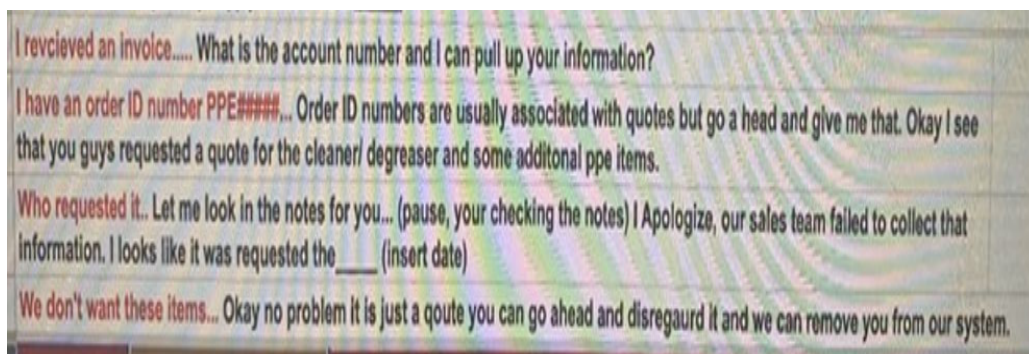 I revcieved an invoice..... What is the account number and I can pull up your information?
I have an order ID number PPE#####... Order ID numbers are usually associated with quotes but go a head and give me that. Okay I see
that you guys requested a quote for the cleaner/ degreaser and some additonal ppe items.
Who requested it.. Let me look in the notes for you... (pause, your checking the notes) I Apologize, our sales team failed to collect that
information. I looks like it was requested the____ (insert date)
We don't want these items... Okay no problem it is just a qoute you can go ahead and disregaurd it and we can remove you from our system.